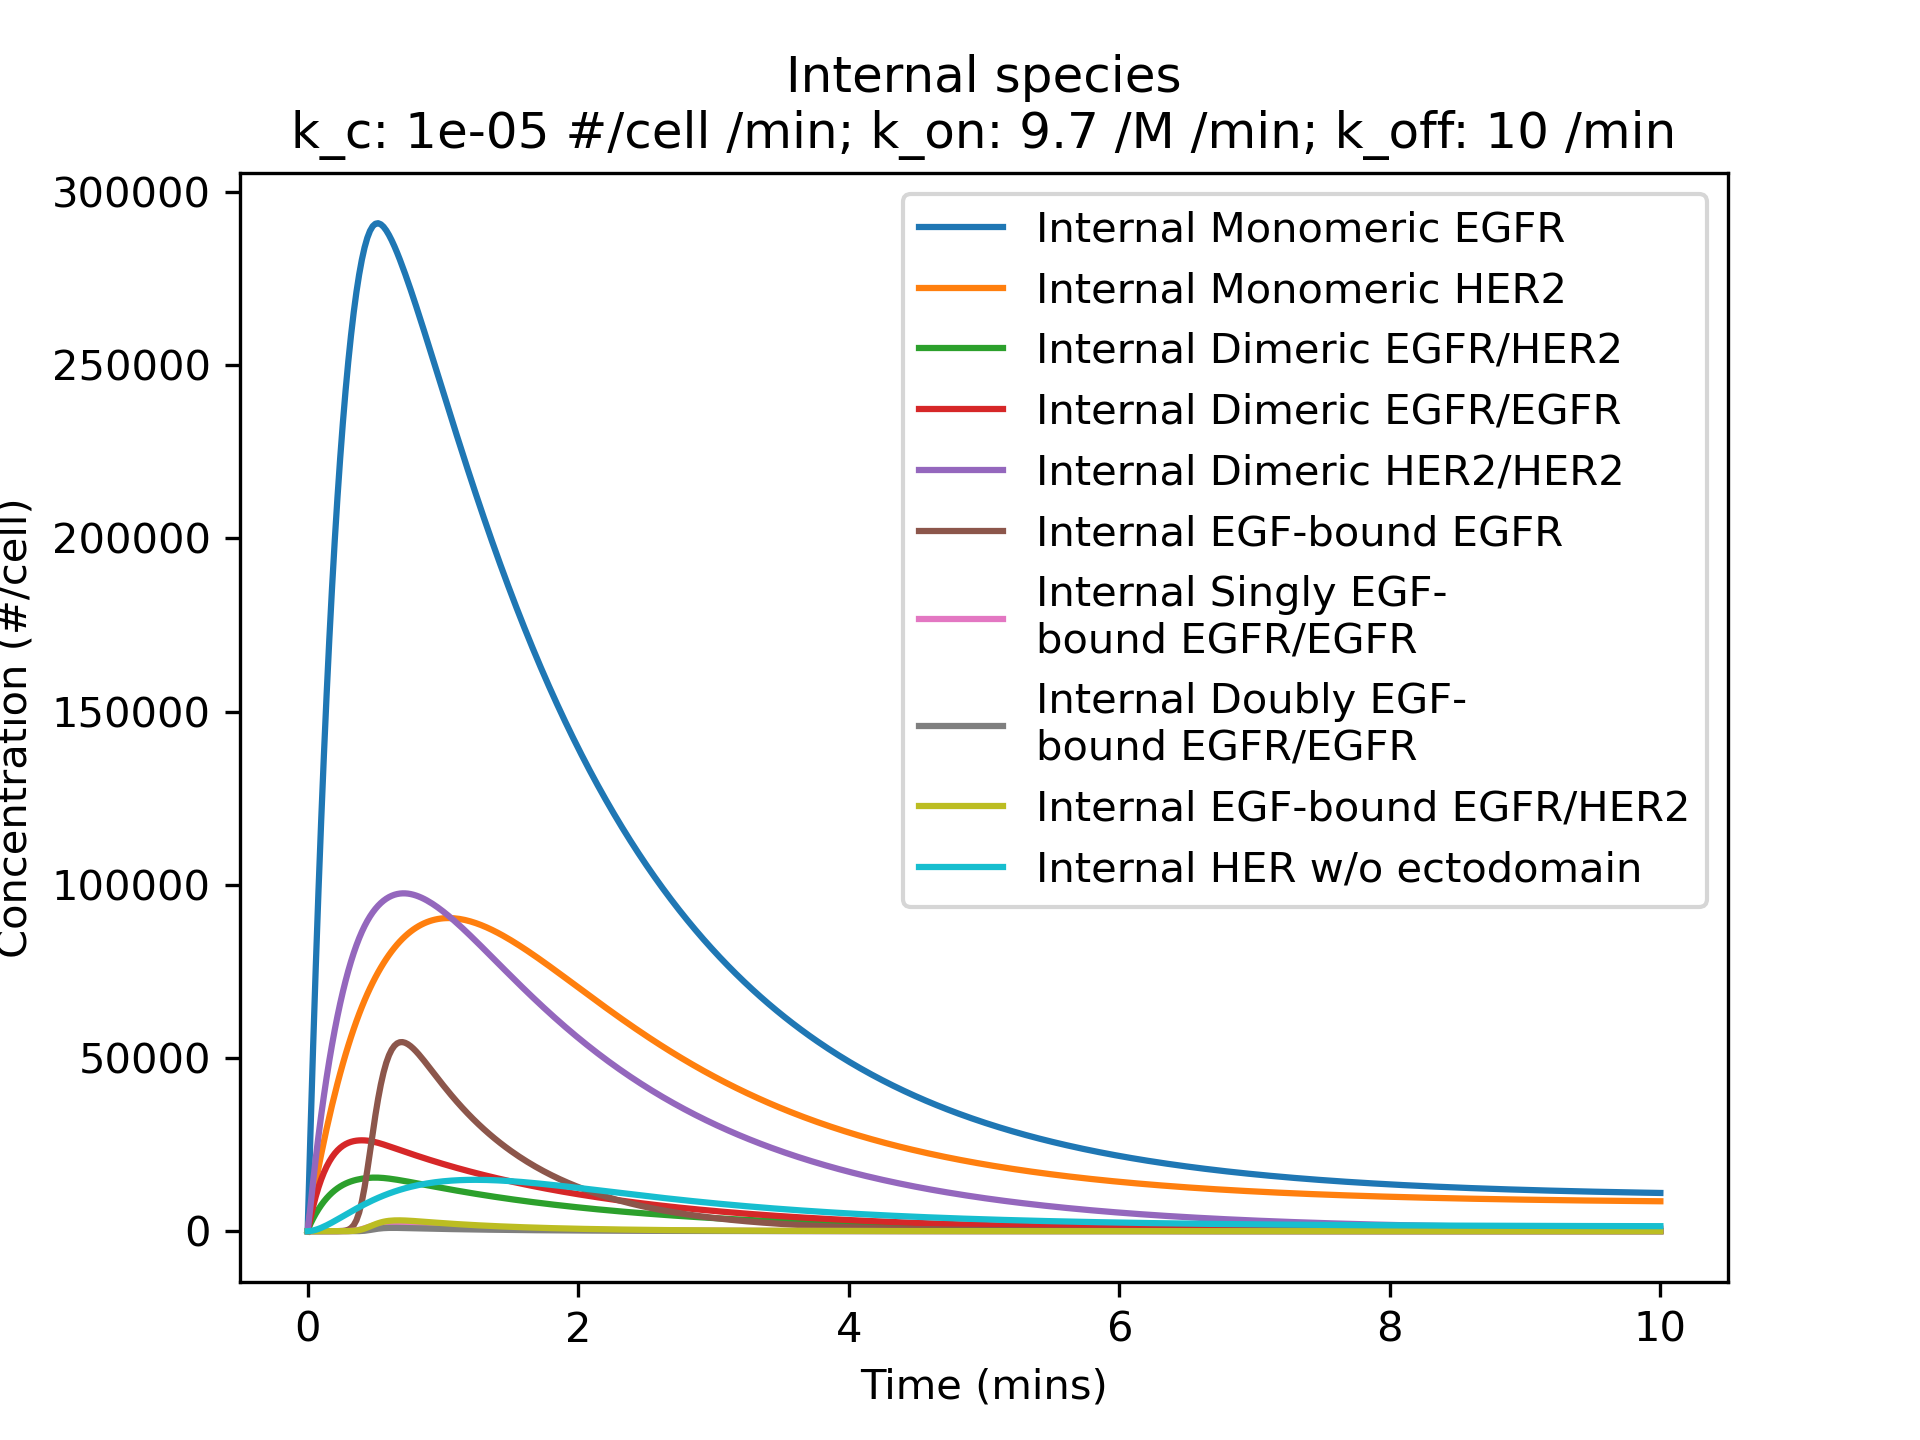 Internal species
k_c: 1e-05 #/cell /min; k_on: 9.7 /M /min; k_off: 10 /min
300000
250000
200000
150000
100000
50000
0
Concentration (#/cell)
Internal Monomeric EGFR
Internal Monomeric HER2
Internal Dimeric EGFR/HER2
Internal Dimeric EGFR/EGFR
Internal Dimeric HER2/HER2
Internal EGF-bound EGFR
Internal Singly EGF-
bound EGFR/EGFR
Internal Doubly EGF-
bound EGFR/EGFR
Internal EGF-bound EGFR/HER2
Internal HER w/o ectodomain
0 2 4 6 8 10
Time (mins)